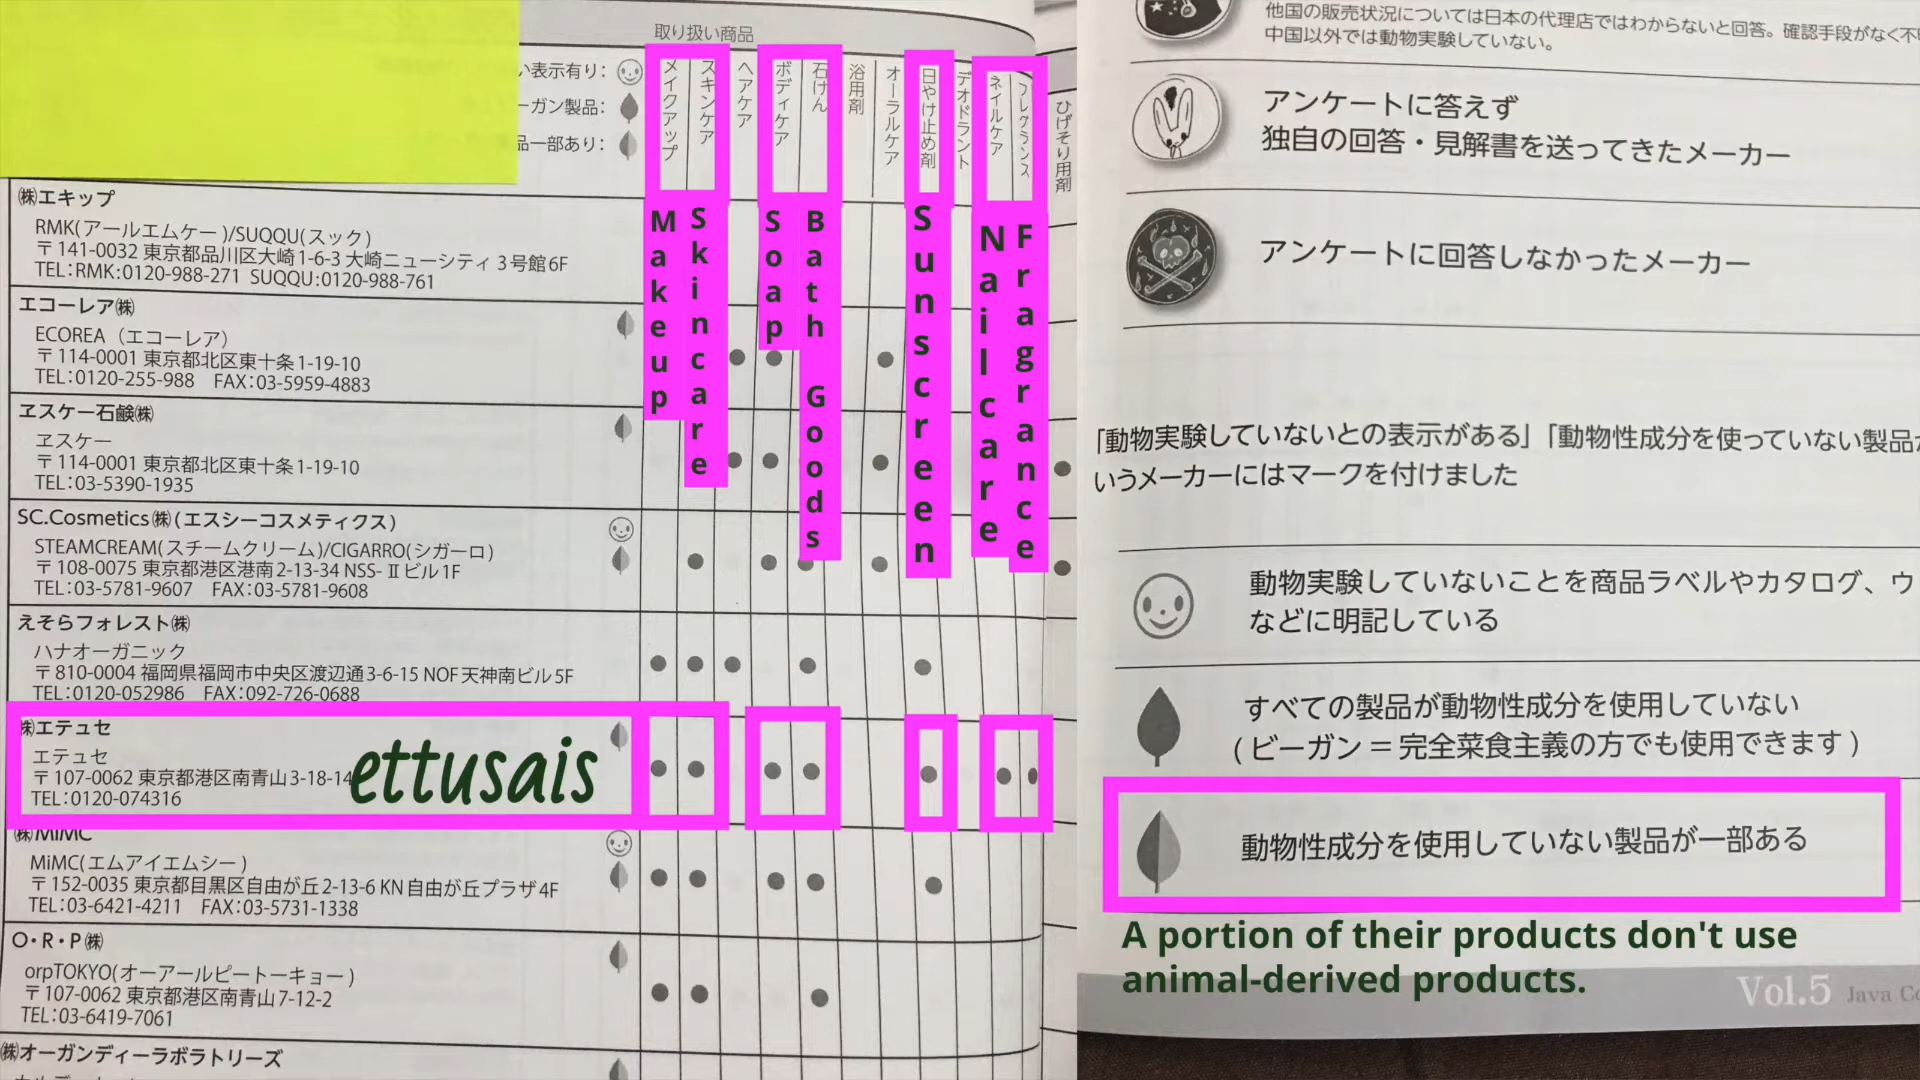 取り扱い商品
い表示有り：
ーガン製品：
品一部あり：
メイクアップ
スキンケア
ヘアケア
ボディケア
石けん
浴用剤
オーラルケア
日やけ止め剤
デオドラント
ネイルケア
フレグランス
ひげそり用剤
Makeup
Skincare
Soap
Bath Goods
Sunscreen
Nailcare
Fragrance
㈱エキップ
RMK(アールエムケー)/SUQQU(スック)
〒141-0032 東京都品川区大崎1-6-3 大崎ニューシティ 3号館6F
TEL:RMK:0120-988-271 SUQQU:0120-988-761
エコーレア㈱
ECOREA（エコーレア）
〒114-0001 東京都北区東十条1-19-10
TEL:0120-255-988 FAX:03-5959-4883
ヱスケー石鹸㈱
ヱスケー
〒114-0001 東京都北区東十条1-19-10
TEL:03-5390-1935
SC.Cosmetics㈱(エスシーコスメティクス)
STEAMCREAM(スチームクリーム)/CIGARRO(シガーロ)
〒108-0075 東京都港区港南2-13-34 NSS-Ⅱビル1F
TEL:03-5781-9607 FAX:03-5781-9608
えそらフォレスト㈱
ハナオーガニック
〒810-0004 福岡県福岡市中央区渡辺通3-6-15 NOF天神南ビル5F
TEL:0120-052986 FAX:092-726-0688
㈱エテュセ
エテュセ
〒107-0062 東京都港区南青山3-18-14
TEL:0120-074316
ettusais
㈱MIMC
MiMC(エムアイエムシー)
〒152-0035 東京都目黒区自由が丘2-13-6 KN自由が丘プラザ4F
TEL:03-6421-4211 FAX:03-5731-1338
O・R・P㈱
orpTOKYO(オーアールピートーキョー)
〒107-0062 東京都港区南青山7-12-2
TEL:03-6419-7061
㈱オーガンディーラボラトリーズ
他国の販売状況については日本の代理店ではわからないと回答。確認手段がなく不
中国以外では動物実験していない。
アンケートに答えず
独自の回答・見解書を送ってきたメーカー
アンケートに回答しなかったメーカー
「動物実験していないとの表示がある」「動物性成分を使っていない製品
いうメーカーにはマークを付けました
動物実験していないことを商品ラベルやカタログ、ウ
などに明記している
すべての製品が動物性成分を使用していない
(ビーガン＝完全菜食主義の方でも使用できます)
動物性成分を使用していない製品が一部ある
A portion of their products don't use
animal-derived products.
Vol.5 Java Co